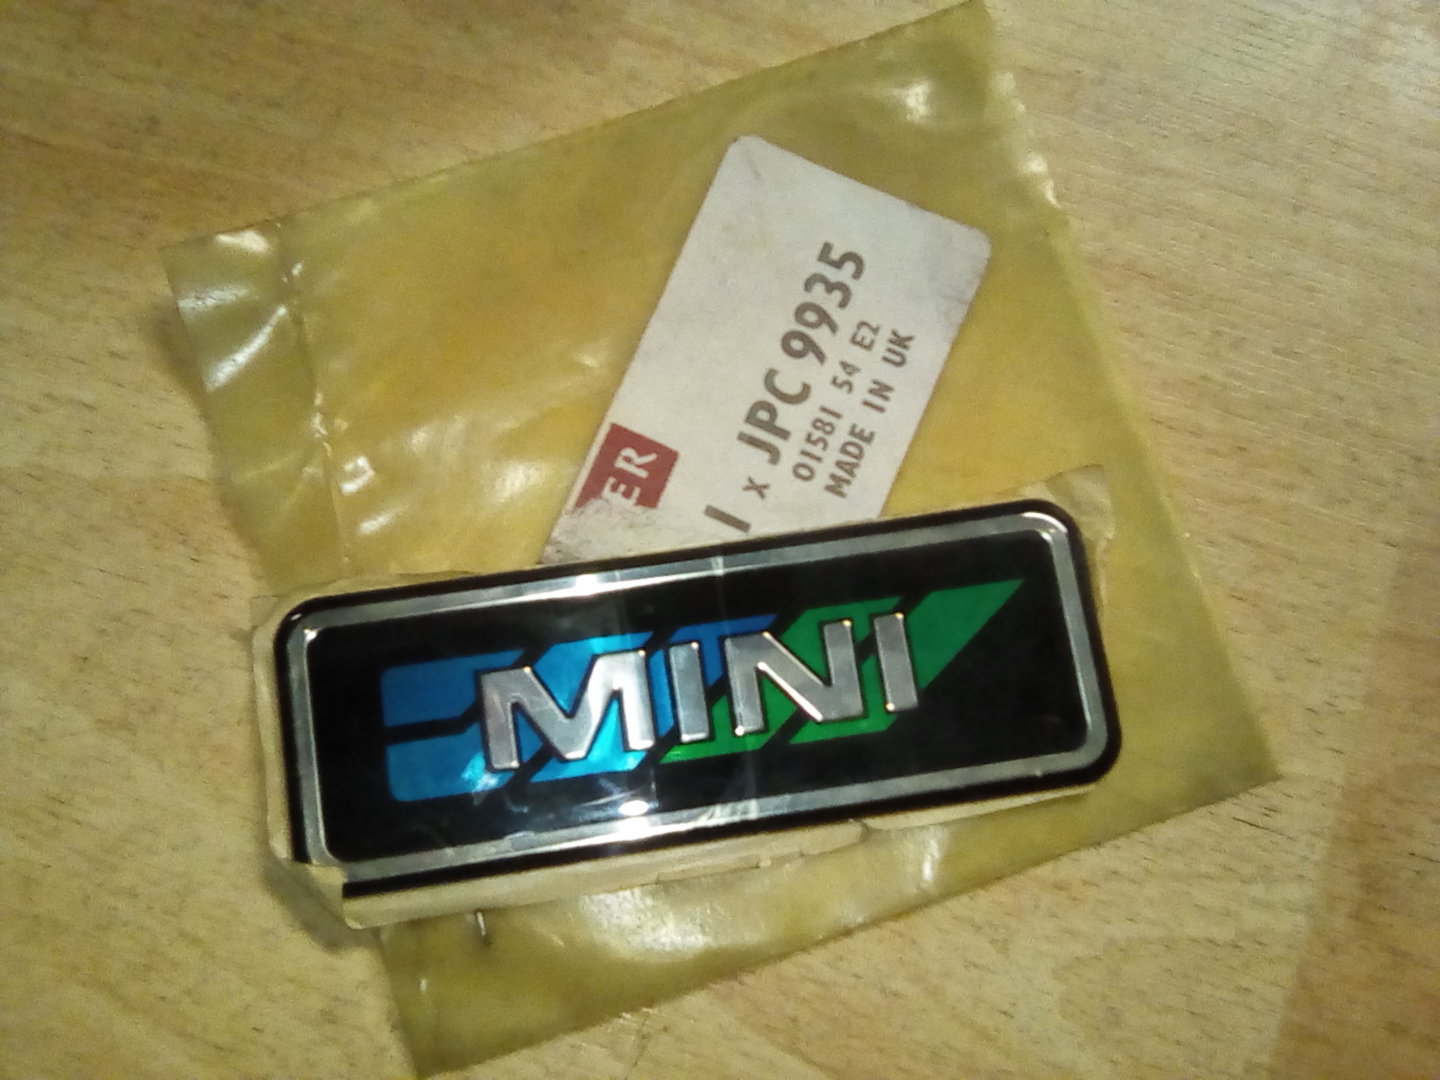 ER
1 x JPC 9935
01581 54 E2
MADE IN UK
MINI